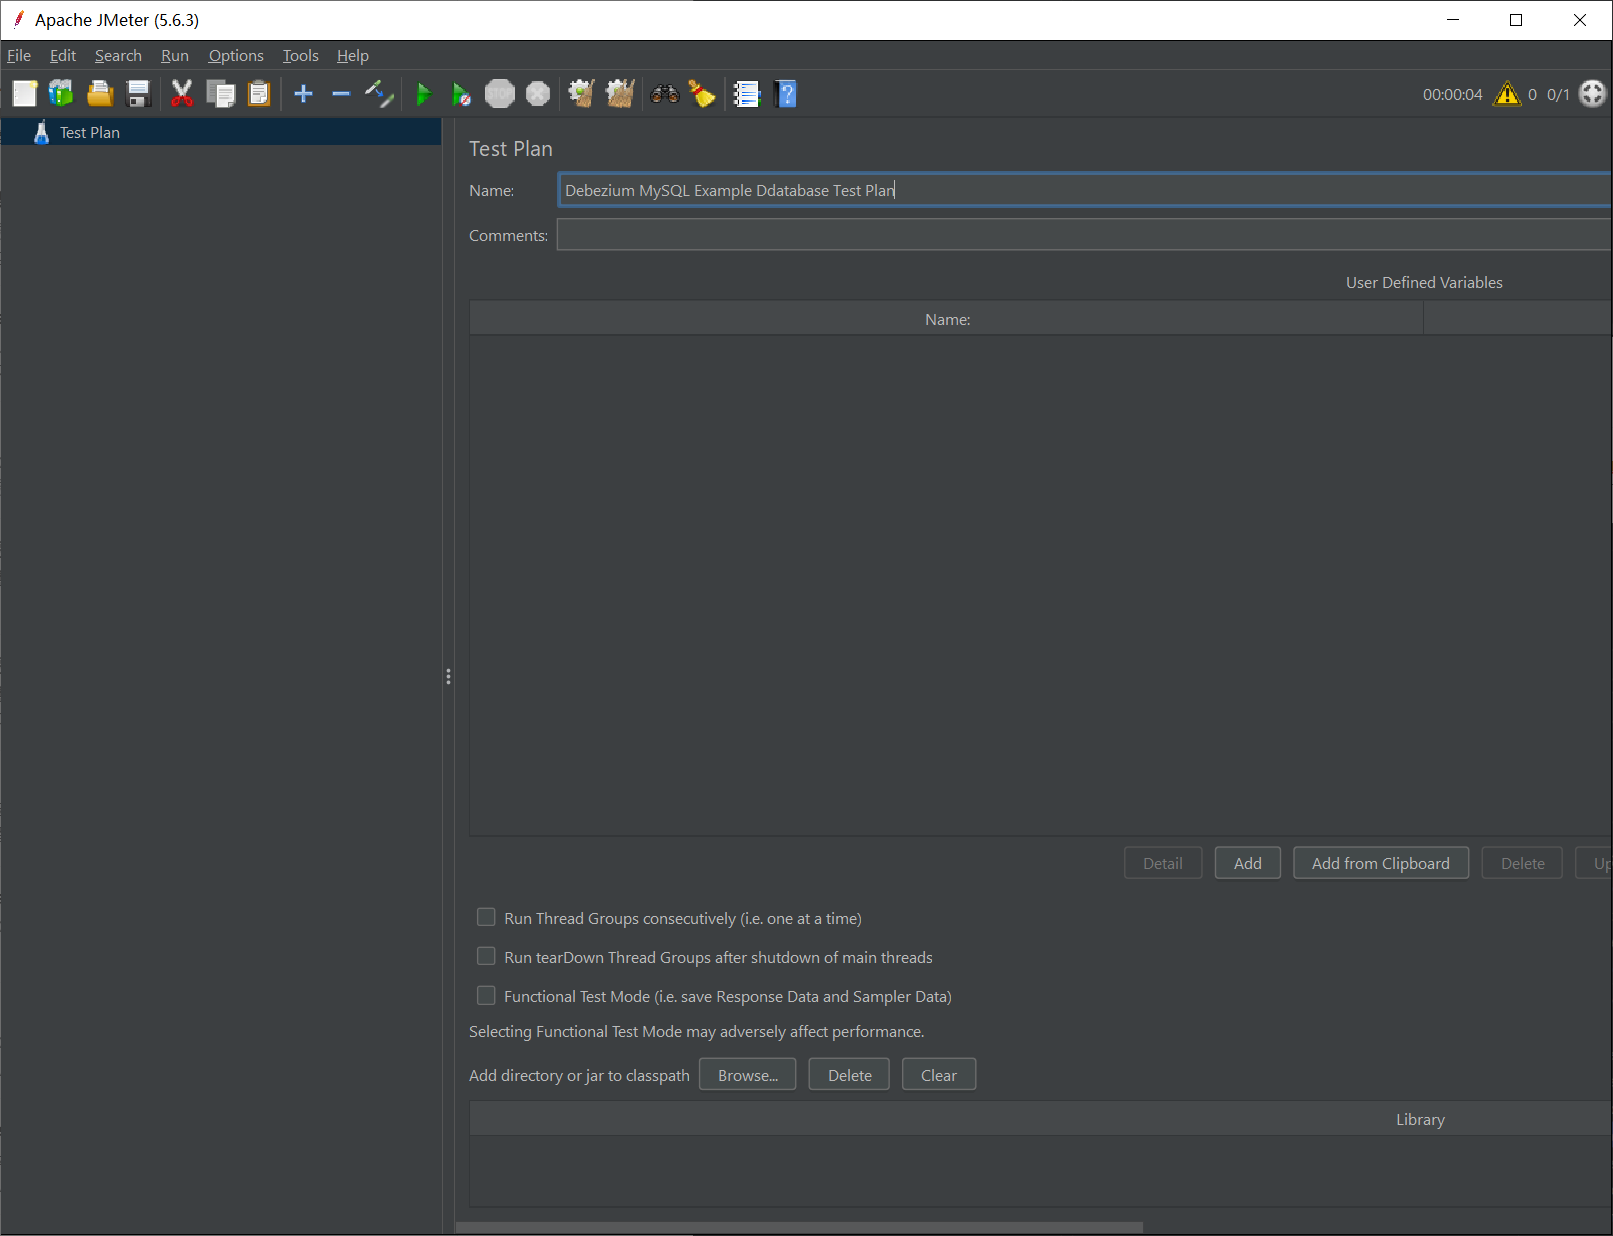 Apache JMeter (5.6.3)
File Edit Search Run Options Tools Help
STOP
00:00:04 0 0/1
Test Plan
Test Plan
Name: Debezium MySQL Example Ddatabase Test Plan
Comments:
User Defined Variables
Name:
Detail Add Add from Clipboard Delete Up
Run Thread Groups consecutively (i.e. one at a time)
Run tearDown Thread Groups after shutdown of main threads
Functional Test Mode (i.e. save Response Data and Sampler Data)
Selecting Functional Test Mode may adversely affect performance.
Add directory or jar to classpath Browse... Delete Clear
Library